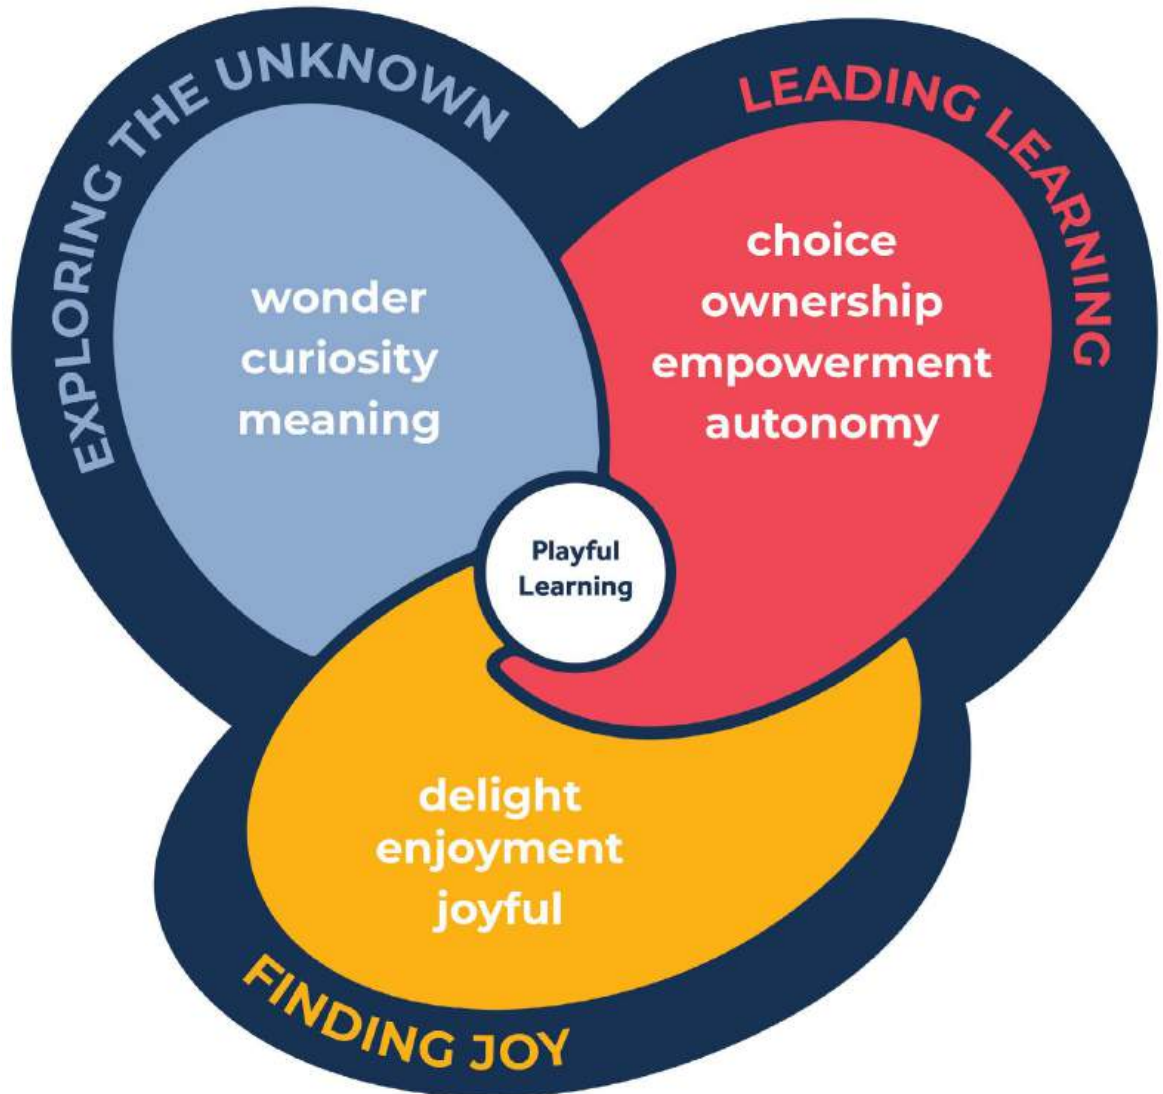 EXPLORING THE UNKNOWN
wonder
curiosity
meaning
LEADING LEARNING
choice
ownership
empowerment
autonomy
Playful
Learning
delight
enjoyment
joyful
FINDING JOY